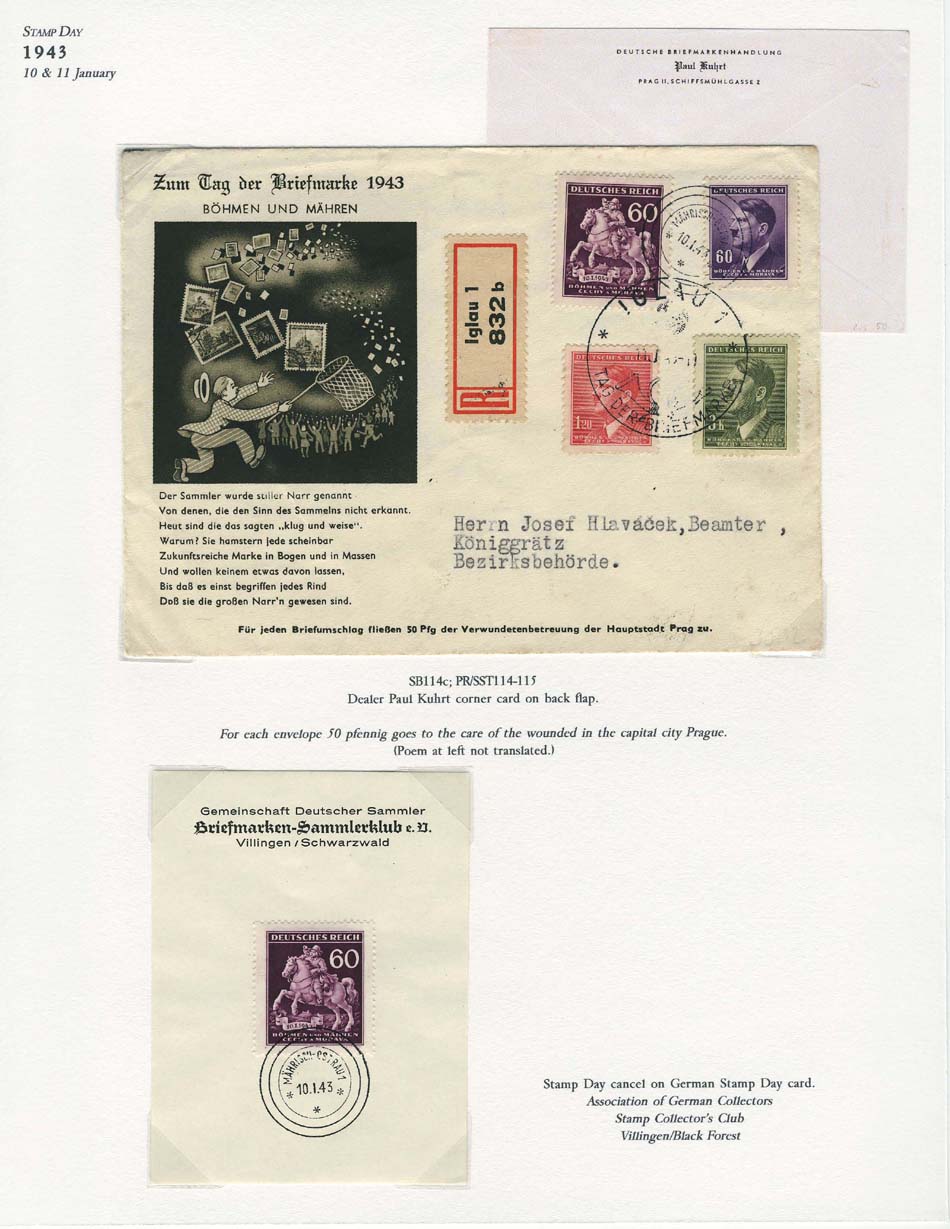 STAMP DAY
1943
10 & 11 January
DEUTSCHE BRIEFMARKENHANDLUNG
Paul Kuhrt
PRAG II, SCHIFFSMÜHLGASSE 2
Zum Tag der Briefmarke 1943
BÖHMEN UND MÄHREN
Iglau 1
832 b
R
DEUTSCHES REICH
60
BÖHMEN UND MÄHREN
ČECHY A MORAVA
DEUTSCHES REICH
60
BÖHMEN UND MÄHREN
ČECHY A MORAVA
MÄHRISCH
10.I.43
IGLAU 1
TAG DER BRIEFMARKE
DEUTSCHES REICH
1.20
DEUTSCHES REICH
Der Sammler wurde stiller Narr genannt
Von denen, die den Sinn des Sammelns nicht erkannt.
Heut sind die das sagten „klug und weise“.
Warum? Sie hamstern jede scheinbar
Zukunftsreiche Marke in Bogen und in Massen
Und wollen keinem etwas davon lassen,
Bis daß es einst begriffen jedes Rind
Daß sie die großen Narr'n gewesen sind.
Herrn Josef Hlaváček,Beamter ,
Königgrätz
Bezirksbehörde.
Für jeden Briefumschlag fließen 50 Pfg der Verwundetenbetreuung der Hauptstadt Prag zu.
SB114c; PR/SST114-115
Dealer Paul Kuhrt corner card on back flap.
For each envelope 50 pfennig goes to the care of the wounded in the capital city Prague.
(Poem at left not translated.)
Gemeinschaft Deutscher Sammler
Briefmarken-Sammlerklub e.V.
Villingen / Schwarzwald
DEUTSCHES REICH
60
BÖHMEN UND MÄHREN
ČECHY A MORAVA
MÄHRISCH-OSTRAU 1
10.I.43
Stamp Day cancel on German Stamp Day card.
Association of German Collectors
Stamp Collector's Club
Villingen/Black Forest